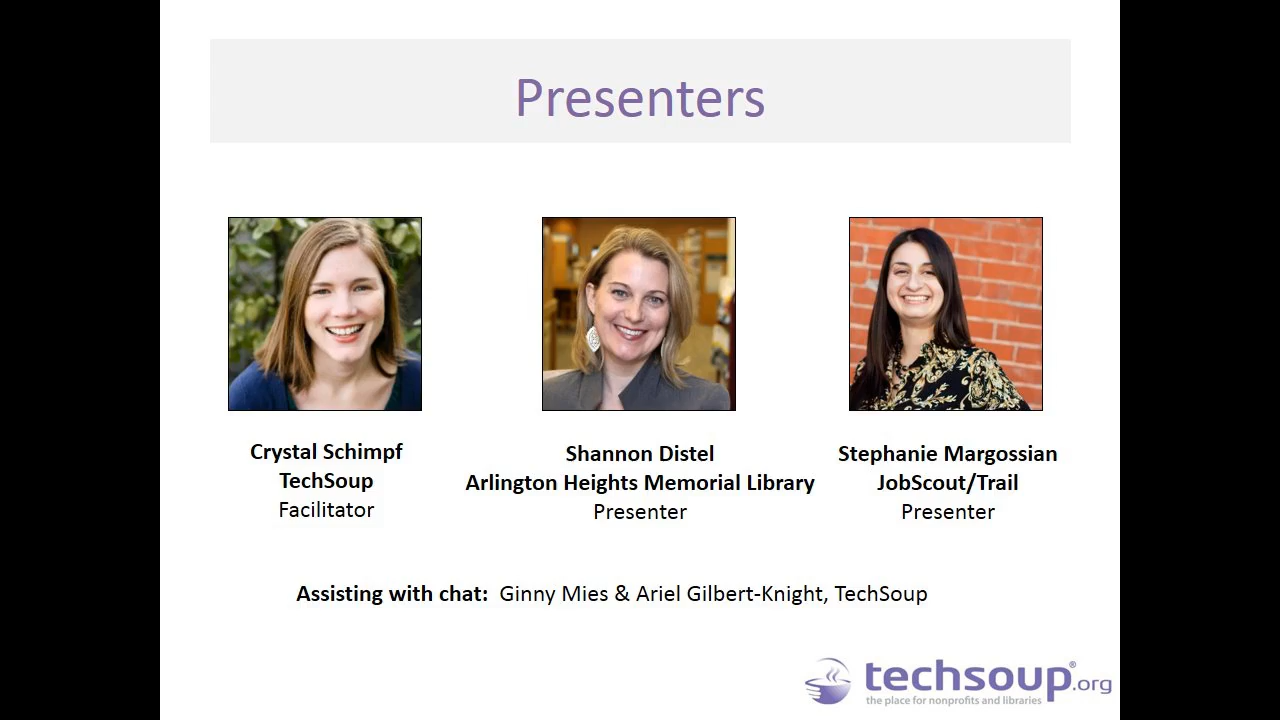 Presenters
Crystal Schimpf
TechSoup
Facilitator
Shannon Distel
Arlington Heights Memorial Library
Presenter
Stephanie Margossian
JobScout/Trail
Presenter
Assisting with chat: Ginny Mies & Ariel Gilbert-Knight, TechSoup
techsoup®.org
the place for nonprofits and libraries